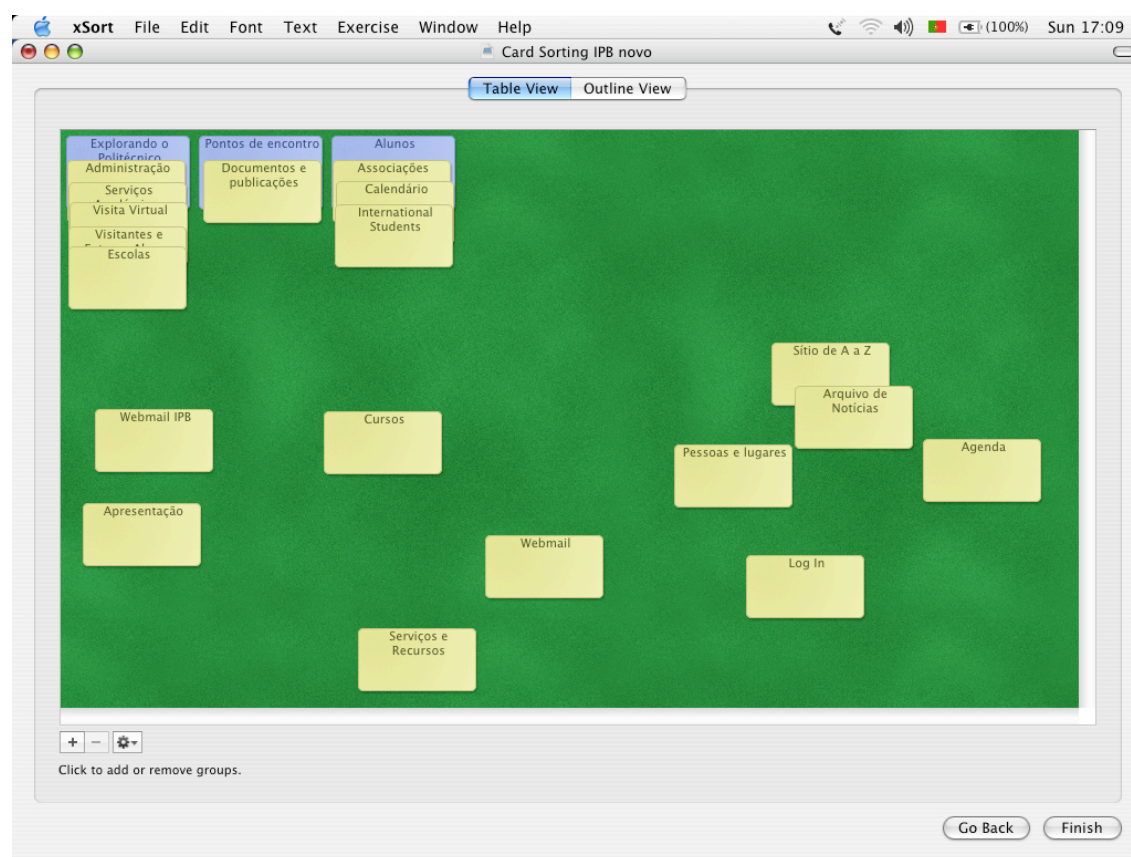 xSort File Edit Font Text Exercise Window Help (100%) Sun 17:09
Card Sorting IPB novo
Table View Outline View
Explorando o
Politécnico
Administração
Serviços
Visita Virtual
Visitantes e
Escolas
Pontos de encontro
Documentos e
publicações
Alunos
Associações
Calendário
International
Students
Sítio de A a Z
Arquivo de
Notícias
Webmail IPB
Cursos
Pessoas e lugares
Agenda
Apresentação
Webmail
Log In
Serviços e
Recursos
Click to add or remove groups.
Go Back Finish